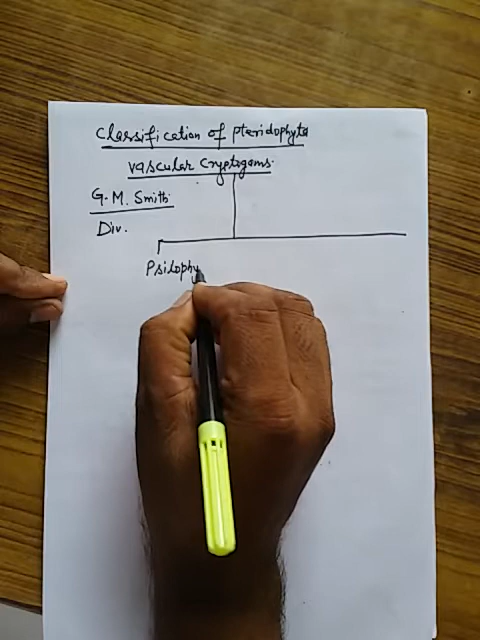 Classification of pteridophyta
vascular cryptogams.
G.M. Smith
Div.
Psilophy